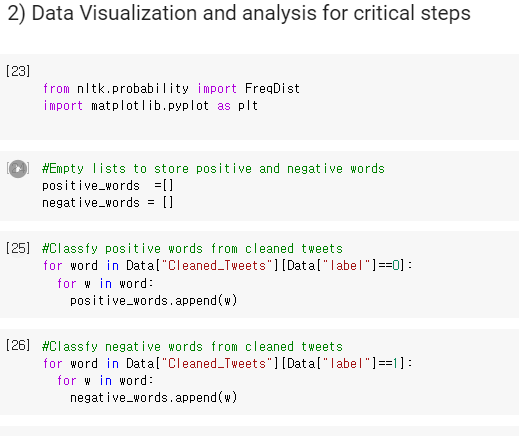 2) Data Visualization and analysis for critical steps
[23]
from nltk.probability import FreqDist
import matplotlib.pyplot as plt
#Empty lists to store positive and negative words
positive_words  =[]
negative_words = []
[25] #Classfy positive words from cleaned tweets
for word in Data["Cleaned_Tweets"][Data["label"]==0]:
for w in word:
positive_words.append(w)
[26] #Classfy negative words from cleaned tweets
for word in Data["Cleaned_Tweets"][Data["label"]==1]:
for w in word:
negative_words.append(w)